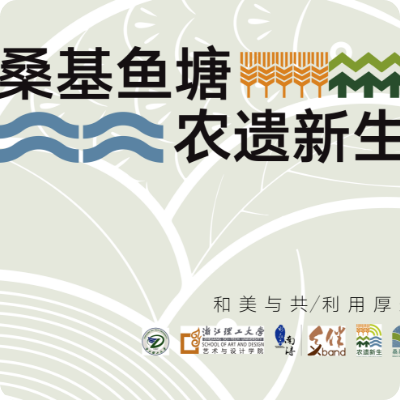 桑基鱼塘
农遗新生
和美与共/利用厚
浙江理工大学
SCHOOL OF ART AND DESIGN
艺术与设计学院
南浔
band
农遗新生